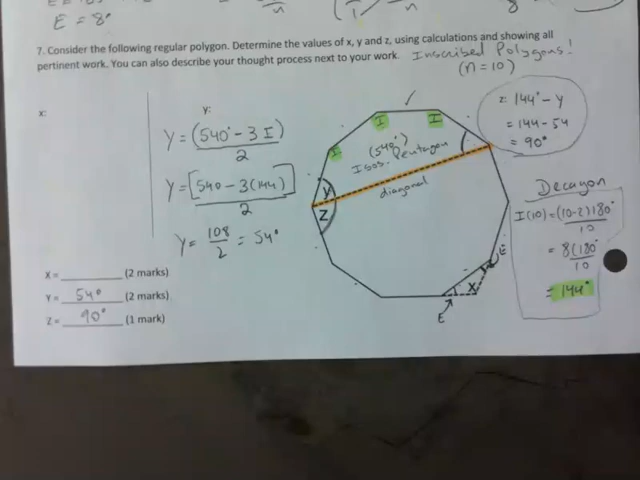 E = 8°
n
n
8
7. Consider the following regular polygon. Determine the values of x, y and z, using calculations and showing all
pertinent work. You can also describe your thought process next to your work. Inscribed Polygons!
(n=10)
x:
y:
Y = (540° - 3 I)
2
Y = [540 - 3(144)]
2
Y = 108 = 54°
2
X = (2 marks)
Y = 54° (2 marks)
Z = 90° (1 mark)
I
I
I
(540°)
Isos. Pentagon
diagonal
Y
Z
E
X
E
z: 144° - Y
= 144 - 54
= 90°
Decagon
I(10) = (10-2)180°
10
= 8(180°
10
= 144°